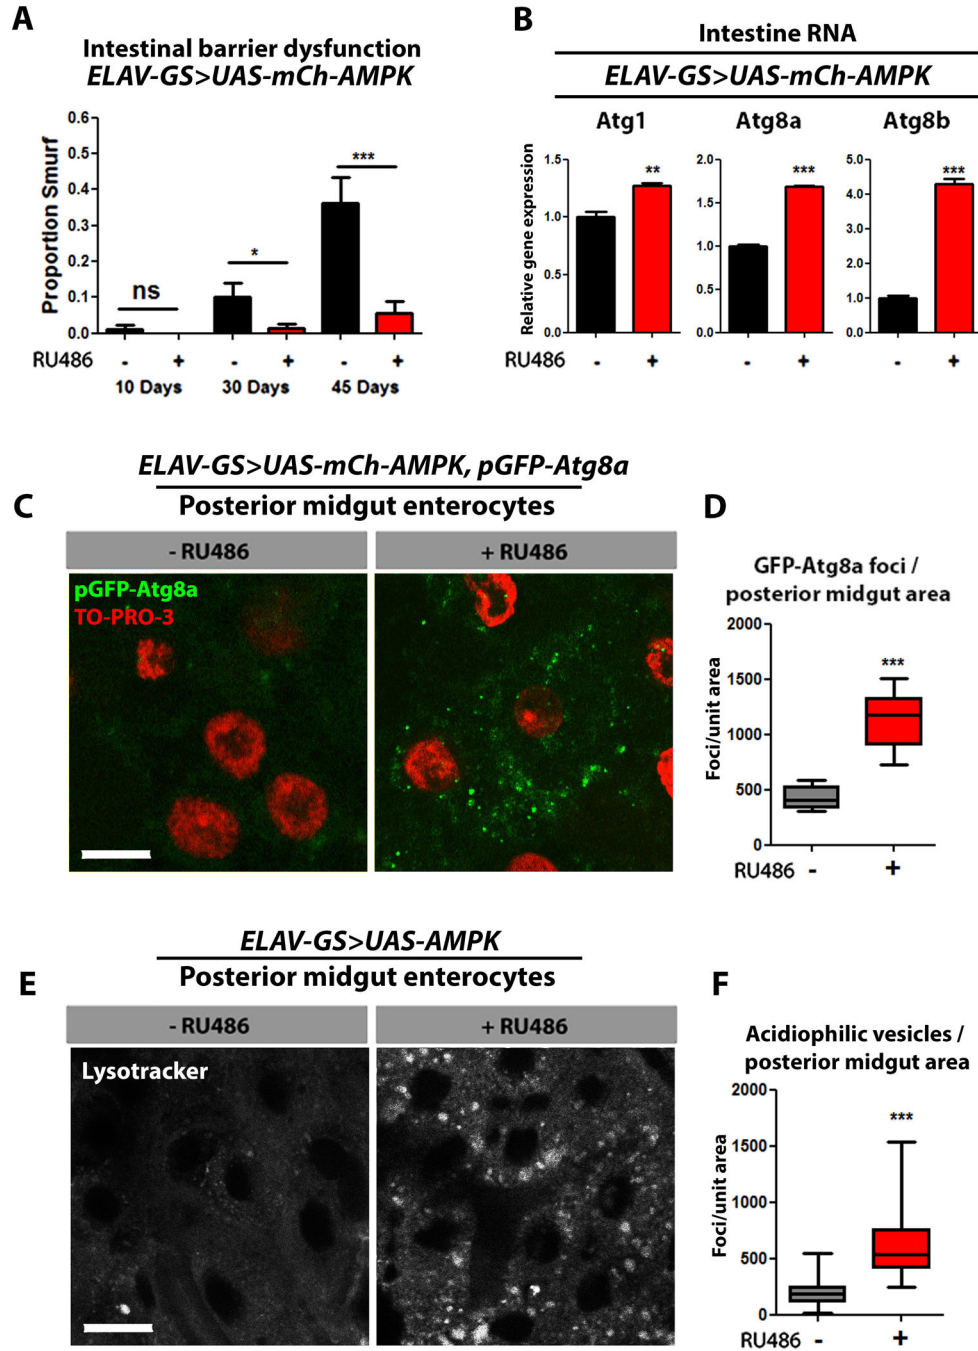 A
Intestinal barrier dysfunction
ELAV-GS>UAS-mCh-AMPK
Proportion Smurf
0.6
0.5
0.4
0.3
0.2
0.1
0.0
ns
*
***
RU486 - + - + - +
10 Days 30 Days 45 Days
B
Intestine RNA
ELAV-GS>UAS-mCh-AMPK
Atg1 Atg8a Atg8b
Relative gene expression
1.5
1.0
0.5
**
2.0
1.5
1.0
0.5
0.0
***
5.0
4.0
3.0
2.0
1.0
0.0
***
RU486 - + - + - +
ELAV-GS>UAS-mCh-AMPK, pGFP-Atg8a
Posterior midgut enterocytes
C
- RU486 + RU486
pGFP-Atg8a
TO-PRO-3
D
GFP-Atg8a foci /
posterior midgut area
Foci/unit area
2000
1500
1000
500
0
***
RU486 - +
ELAV-GS>UAS-AMPK
Posterior midgut enterocytes
E
- RU486 + RU486
Lysotracker
F
Acidiophilic vesicles /
posterior midgut area
Foci/unit area
2000
1500
1000
500
0
***
RU486 - +